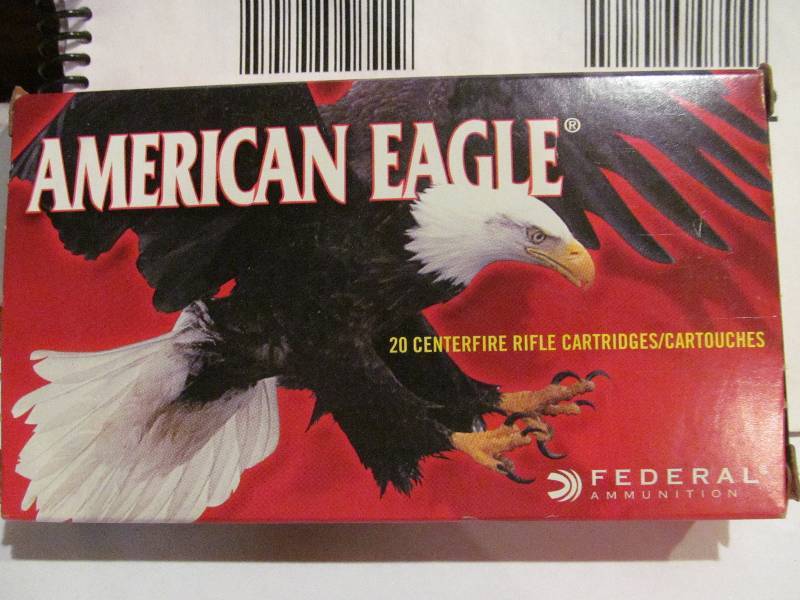 AMERICAN EAGLE®
20 CENTERFIRE RIFLE CARTRIDGES/CARTOUCHES
FEDERAL®
AMMUNITION